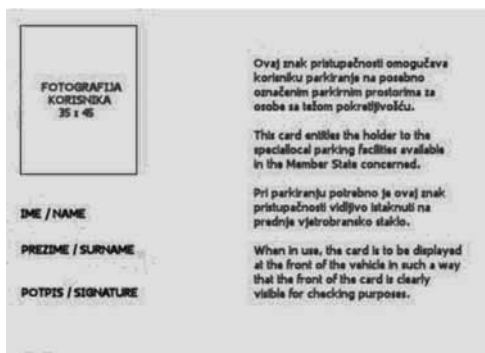 FOTOGRAFIJA
KORISNIKA
35 x 45
IME / NAME
PREZIME / SURNAME
POTPIS / SIGNATURE
Ovaj znak pristupačnosti omogućava
korisniku parkiranje na posebno
označenim parkirnim prostorima za
osobe sa težom pokretljivošću.
This card entitles the holder to the
speciallocal parking facilities available
in the Member State concerned.
Pri parkiranju potrebno je ovaj znak
pristupačnosti vidljivo istaknuti na
prednje vjetrobransko staklo.
When in use, the card is to be displayed
at the front of the vehicle in such a way
that the front of the card is clearly
visible for checking purposes.